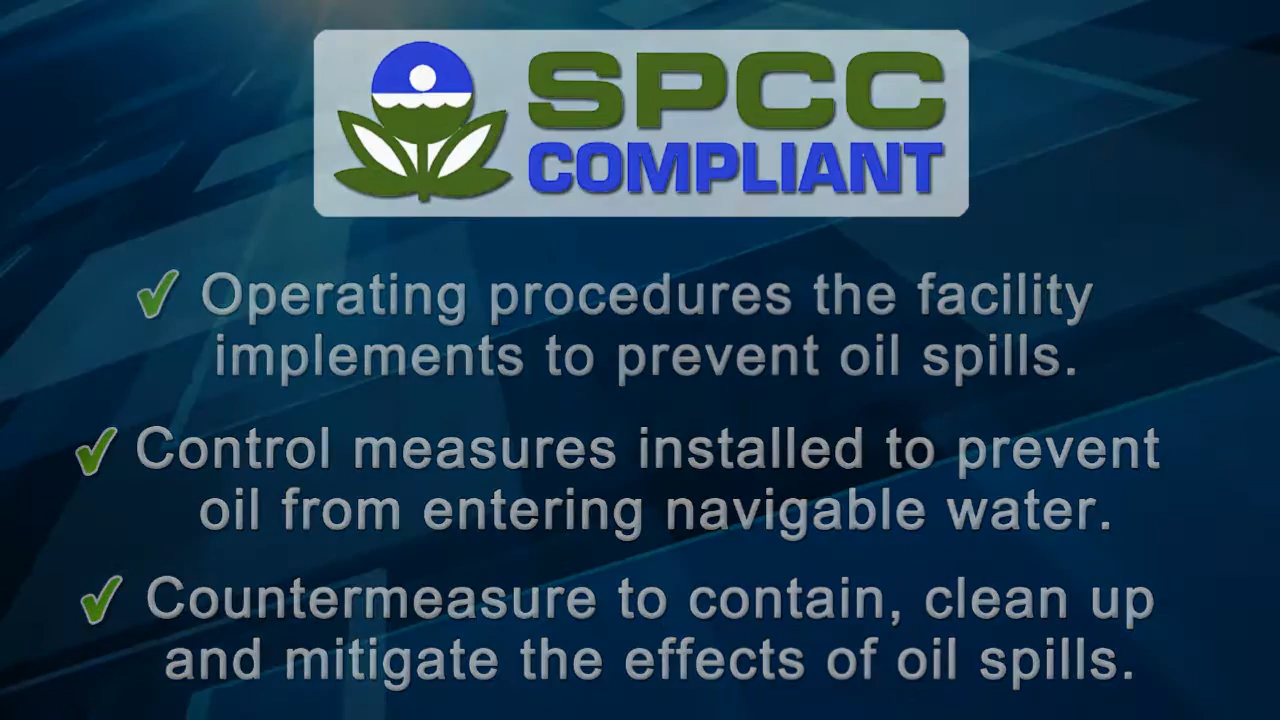 SPCC
COMPLIANT
Operating procedures the facility
implements to prevent oil spills.
Control measures installed to prevent
oil from entering navigable water.
Countermeasure to contain, clean up
and mitigate the effects of oil spills.